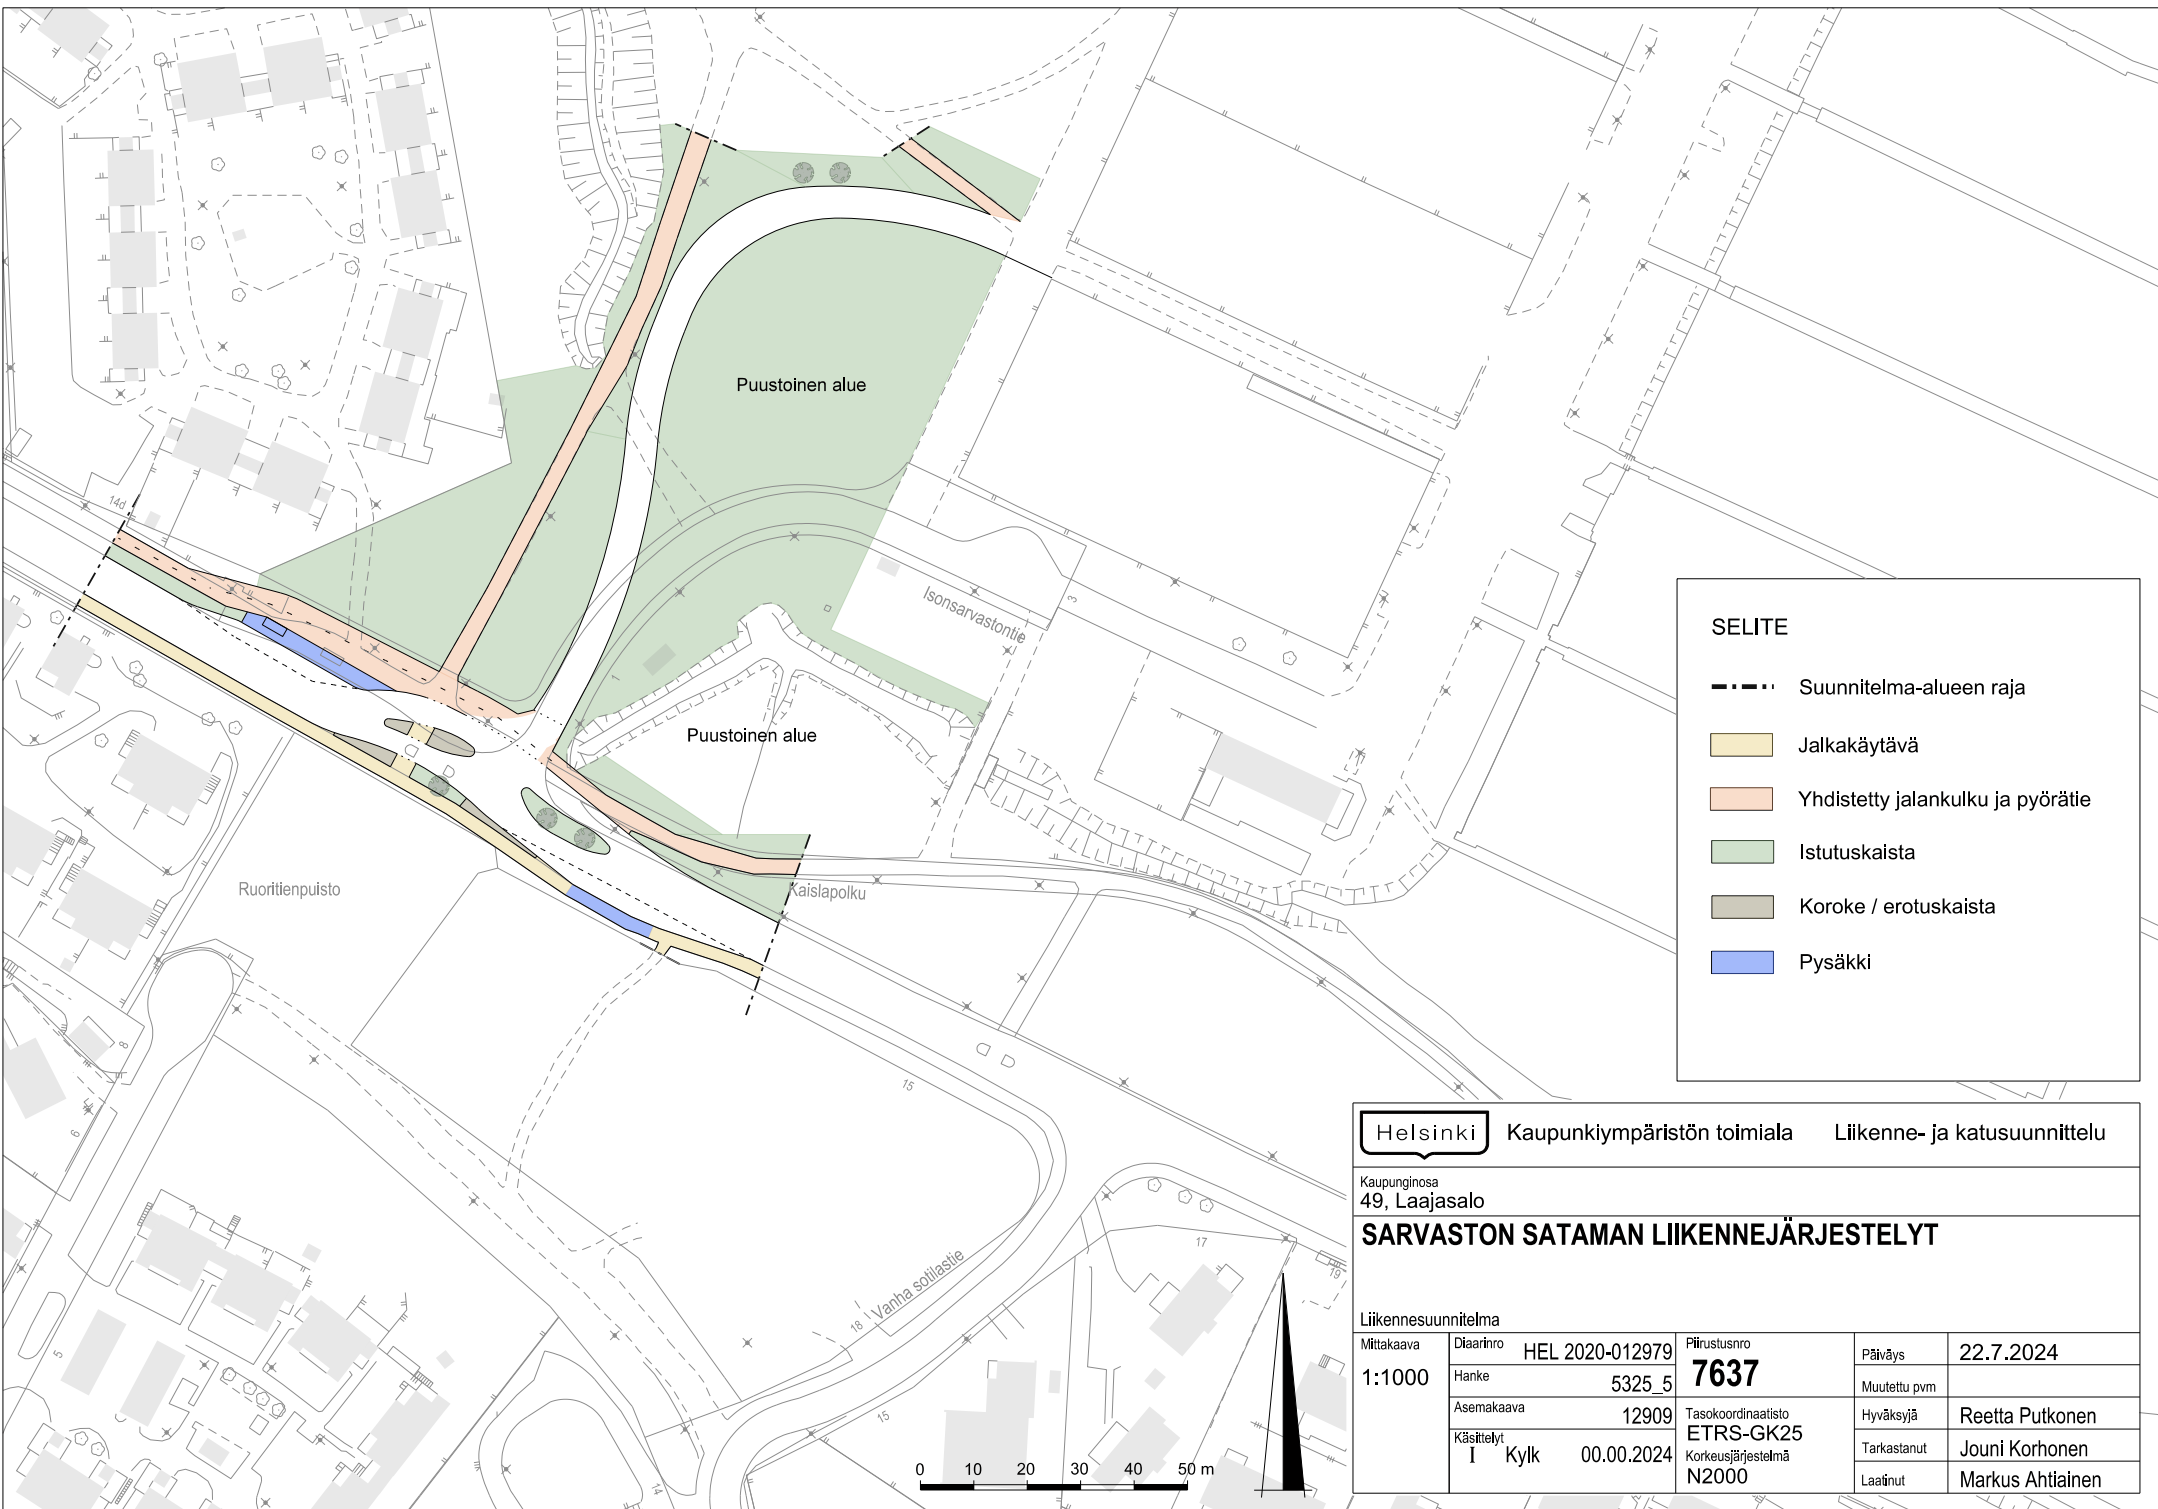 14d
Puustoinen alue
Isonsarvastontie
3
1
Puustoinen alue
Ruoritienpuisto
Kaislapolku
8
6
5
15
Vanha sotilastie
18
17
19
15
14
0 10 20 30 40 50 m
SELITE
Suunnitelma-alueen raja
Jalkakäytävä
Yhdistetty jalankulku ja pyörätie
Istutuskaista
Koroke / erotuskaista
Pysäkki
Helsinki Kaupunkiympäristön toimiala Liikenne- ja katusuunnittelu
Kaupunginosa
49, Laajasalo
SARVASTON SATAMAN LIIKENNEJÄRJESTELYT
Liikennesuunnitelma
Mittakaava
1:1000
Diaarinro HEL 2020-012979
Hanke 5325_5
Asemakaava 12909
Käsittelyt
I Kylk 00.00.2024
Piirustusnro
7637
Tasokoordinaatisto
ETRS-GK25
Korkeusjärjestelmä
N2000
Päiväys 22.7.2024
Muutettu pvm
Hyväksyjä Reetta Putkonen
Tarkastanut Jouni Korhonen
Laatinut Markus Ahtiainen